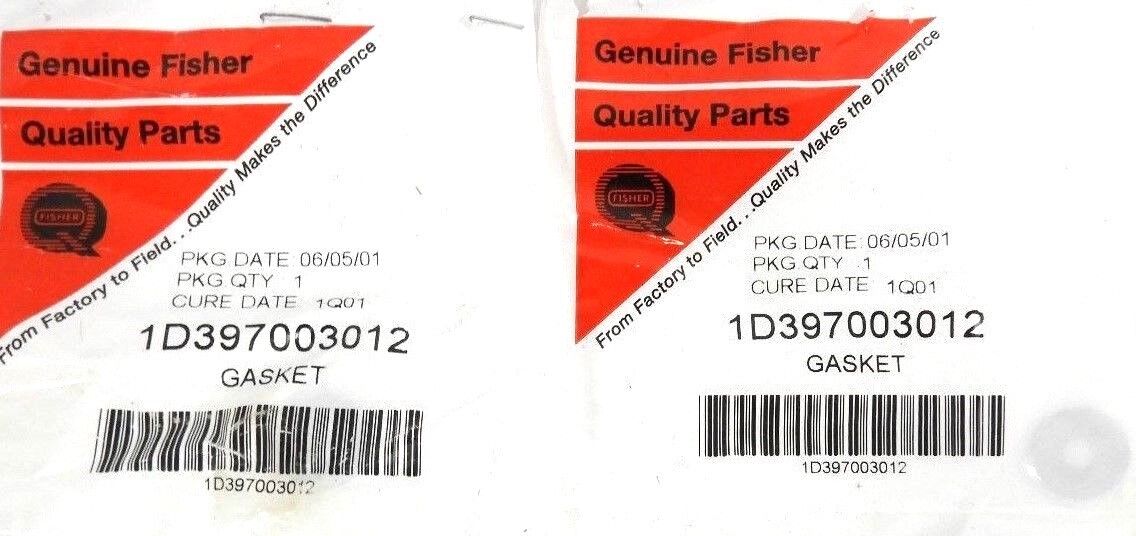 Genuine Fisher
Quality Parts
FISHER
From Factory to Field. . .Quality Makes the Difference
PKG DATE 06/05/01
PKG QTY 1
CURE DATE 1Q01
1D397003012
GASKET
1D397003012
Genuine Fisher
Quality Parts
FISHER
From Factory to Field. . .Quality Makes the Difference
PKG DATE 06/05/01
PKG QTY 1
CURE DATE 1Q01
1D397003012
GASKET
1D397003012